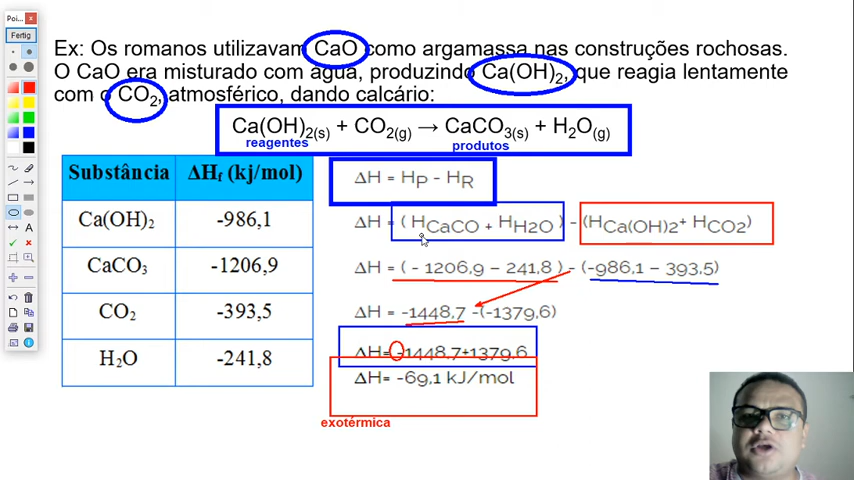 Poi...
Fertig
Ex: Os romanos utilizavam CaO como argamassa nas construções rochosas.
O CaO era misturado com água, produzindo Ca(OH)₂, que reagia lentamente
com o CO₂, atmosférico, dando calcário:
Ca(OH)₂(s) + CO₂(g) → CaCO₃(s) + H₂O(g)
reagentes produtos
Substância ΔHf (kj/mol)
Ca(OH)₂ -986,1
CaCO₃ -1206,9
CO₂ -393,5
H₂O -241,8
ΔH = HP - HR
ΔH = ( HCaCO + HH2O ) - (HCa(OH)2+ HCO2)
ΔH = ( - 1206,9 – 241,8 ) - (-986,1 – 393,5)
ΔH = -1448,7 -(-1379,6)
ΔH= -1448,7+1379,6
ΔH= -69,1 kJ/mol
exotérmica